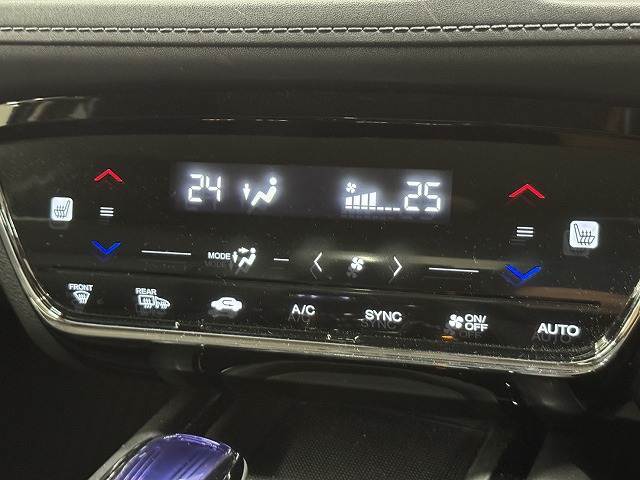 24 25
MODE
FRONT REAR A/C SYNC ON/OFF AUTO